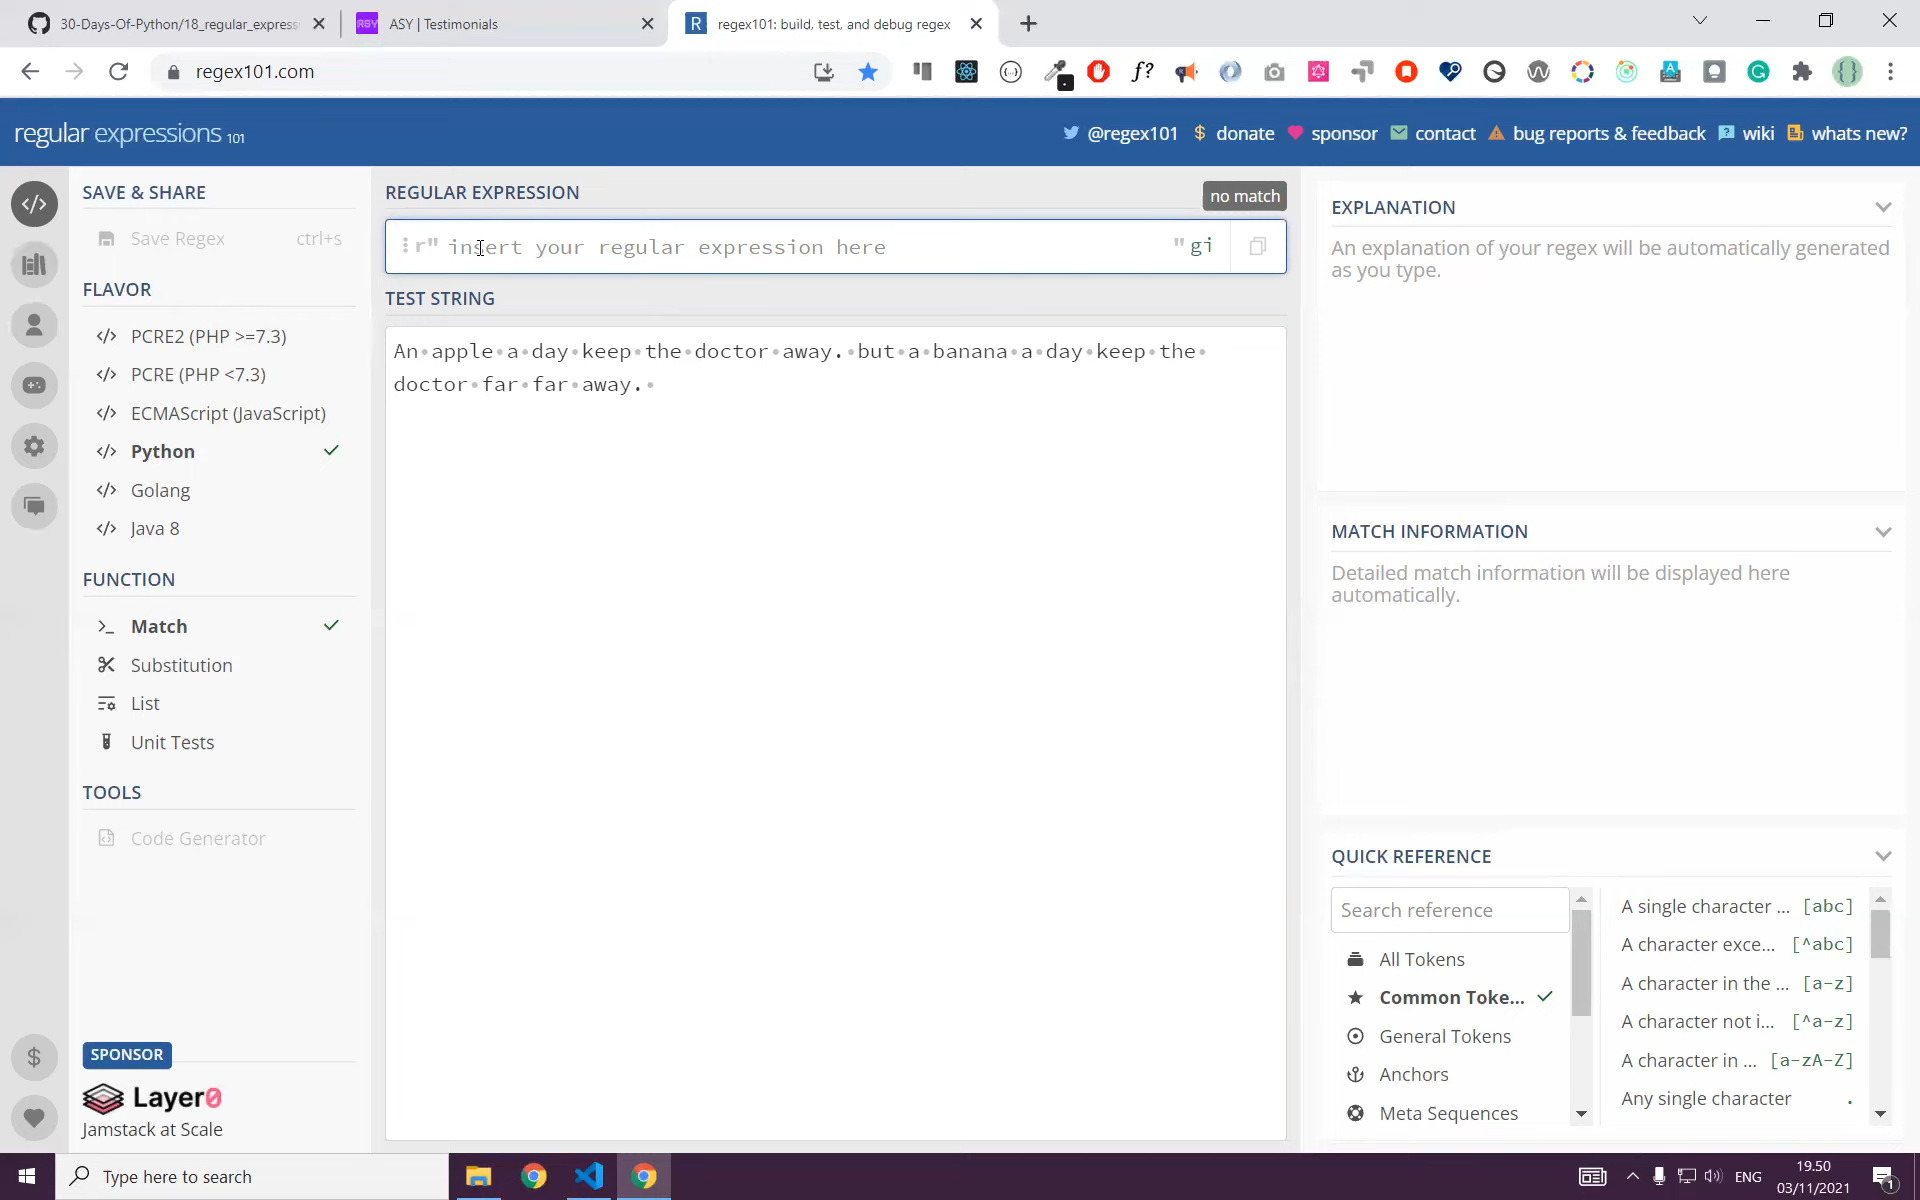 30-Days-Of-Python/18_regular_expres
ASY
ASY | Testimonials
R
regex101: build, test, and debug regex
regex101.com
regular expressions 101
@regex101
$ donate
sponsor
contact
bug reports & feedback
wiki
whats new?
SAVE & SHARE
Save Regex ctrl+s
FLAVOR
</> PCRE2 (PHP >=7.3)
</> PCRE (PHP <7.3)
</> ECMAScript (JavaScript)
</> Python
</> Golang
</> Java 8
FUNCTION
Match
Substitution
List
Unit Tests
TOOLS
Code Generator
SPONSOR
Layer0
Jamstack at Scale
REGULAR EXPRESSION
no match
r" insert your regular expression here " gi
TEST STRING
An·apple·a·day·keep·the·doctor·away.·but·a·banana·a·day·keep·the·
doctor·far·far·away.·
EXPLANATION
An explanation of your regex will be automatically generated
as you type.
MATCH INFORMATION
Detailed match information will be displayed here
automatically.
QUICK REFERENCE
Search reference
All Tokens
Common Toke...
General Tokens
Anchors
Meta Sequences
A single character ... [abc]
A character exce... [^abc]
A character in the ... [a-z]
A character not i... [^a-z]
A character in ... [a-zA-Z]
Any single character .
Type here to search
ENG
19.50
03/11/2021
1